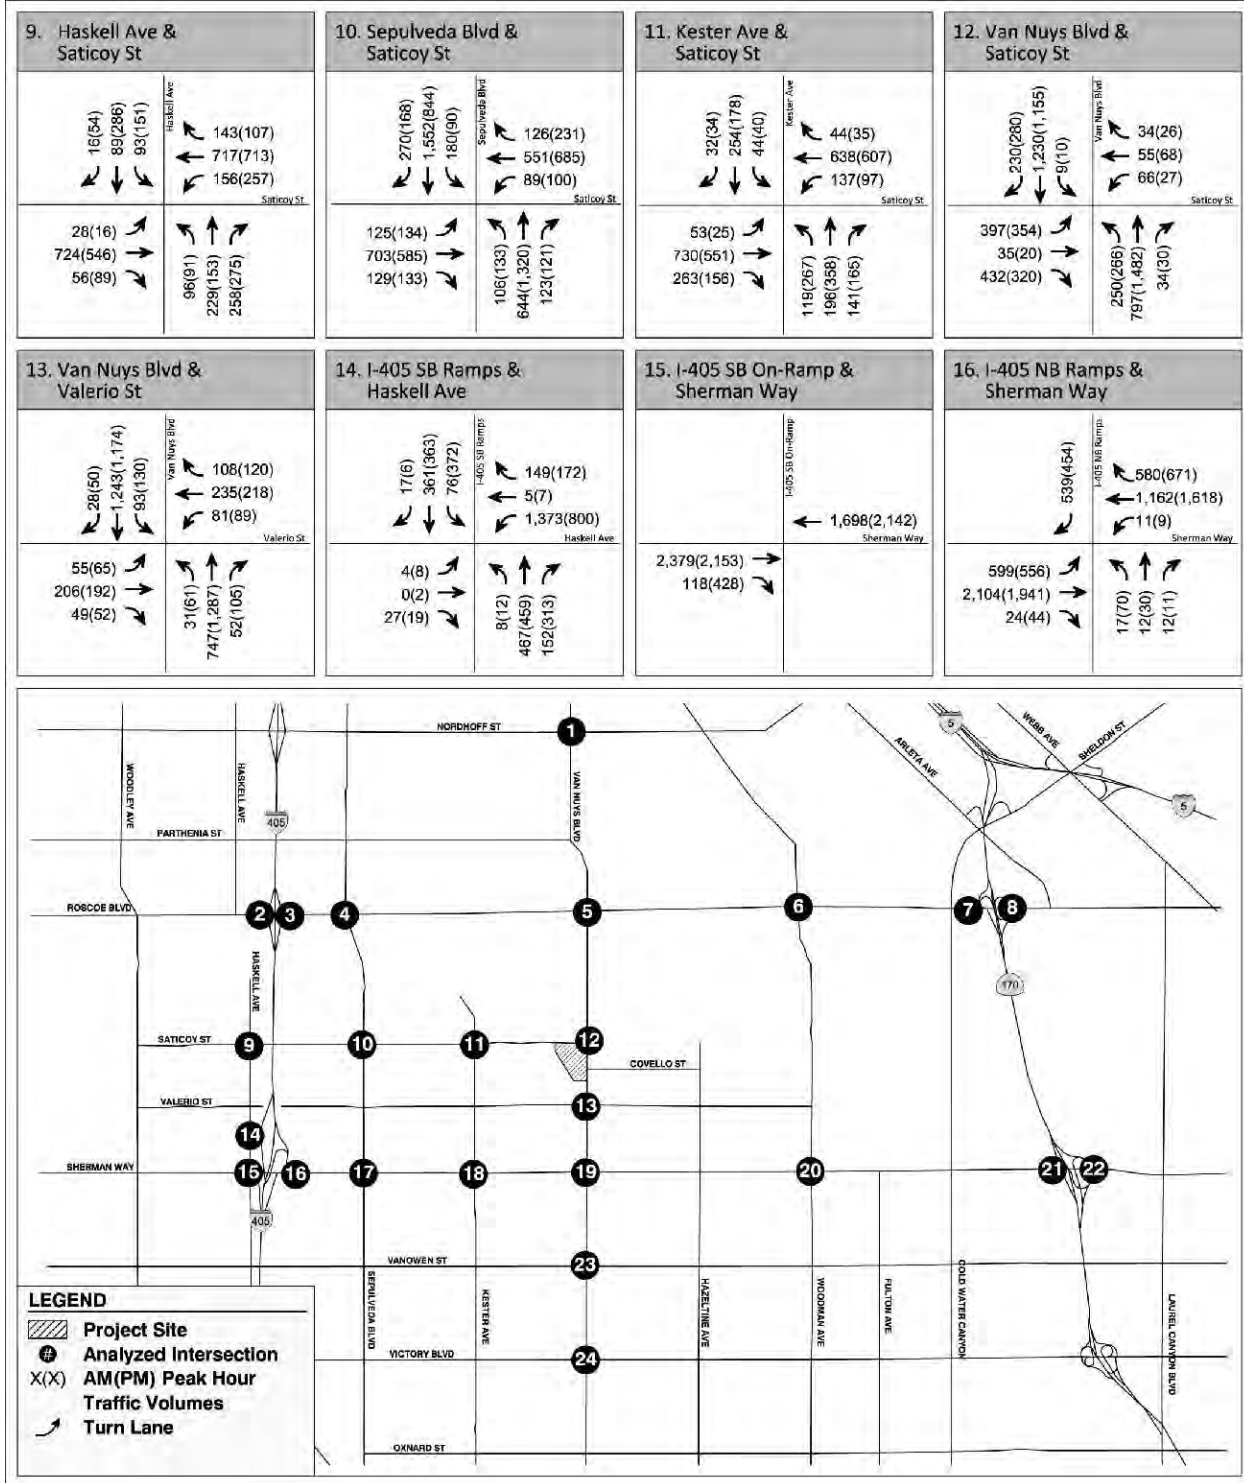 9. Haskell Ave &
Saticoy St
16(54)
89(286)
93(151)
Haskell Ave
143(107)
717(713)
156(257)
Saticoy St
28(16)
724(546)
56(89)
96(91)
229(153)
258(275)
10. Sepulveda Blvd &
Saticoy St
270(168)
1,552(844)
180(90)
Sepulveda Blvd
126(231)
551(685)
89(100)
Saticoy St
125(134)
703(585)
129(133)
106(133)
644(1,320)
123(121)
11. Kester Ave &
Saticoy St
32(34)
254(178)
44(40)
Kester Ave
44(35)
638(607)
137(97)
Saticoy St
53(25)
730(551)
263(156)
119(267)
196(358)
141(165)
12. Van Nuys Blvd &
Saticoy St
230(280)
1,230(1,155)
9(10)
Van Nuys Blvd
34(26)
55(68)
66(27)
Saticoy St
397(354)
35(20)
432(320)
250(266)
797(1,482)
34(30)
13. Van Nuys Blvd &
Valerio St
28(50)
1,243(1,174)
93(130)
Van Nuys Blvd
108(120)
235(218)
81(89)
Valerio St
55(65)
206(192)
49(52)
31(61)
747(1,287)
52(105)
14. I-405 SB Ramps &
Haskell Ave
17(6)
361(363)
76(372)
I-405 SB Ramps
149(172)
5(7)
1,373(800)
Haskell Ave
4(8)
0(2)
27(19)
8(12)
467(459)
152(313)
15. I-405 SB On-Ramp &
Sherman Way
I-405 SB On-Ramp
1,698(2,142)
Sherman Way
2,379(2,153)
118(428)
16. I-405 NB Ramps &
Sherman Way
539(454)
I-405 NB Ramps
580(671)
1,162(1,618)
11(9)
Sherman Way
599(556)
2,104(1,941)
24(44)
17(70)
12(30)
12(11)
NORDHOFF ST
1
5
WEBB AVE
SHELDON ST
ARLETA AVE
WOODLEY AVE
HASKELL AVE
VAN NUYS BLVD
5
405
PARTHENIA ST
ROSCOE BLVD
2
3
4
5
6
7
8
HASKELL AVE
170
SATICOY ST
9
10
11
12
COVELLO ST
VALERIO ST
13
14
SHERMAN WAY
15
16
17
18
19
20
21
22
405
VANOWEN ST
23
SEPULVEDA BLVD
KESTER AVE
HAZELTINE AVE
WOODMAN AVE
FULTON AVE
COLD WATER CANYON
LAUREL CANYON BLVD
VICTORY BLVD
24
OXNARD ST
LEGEND
Project Site
# Analyzed Intersection
X(X) AM(PM) Peak Hour
Traffic Volumes
Turn Lane